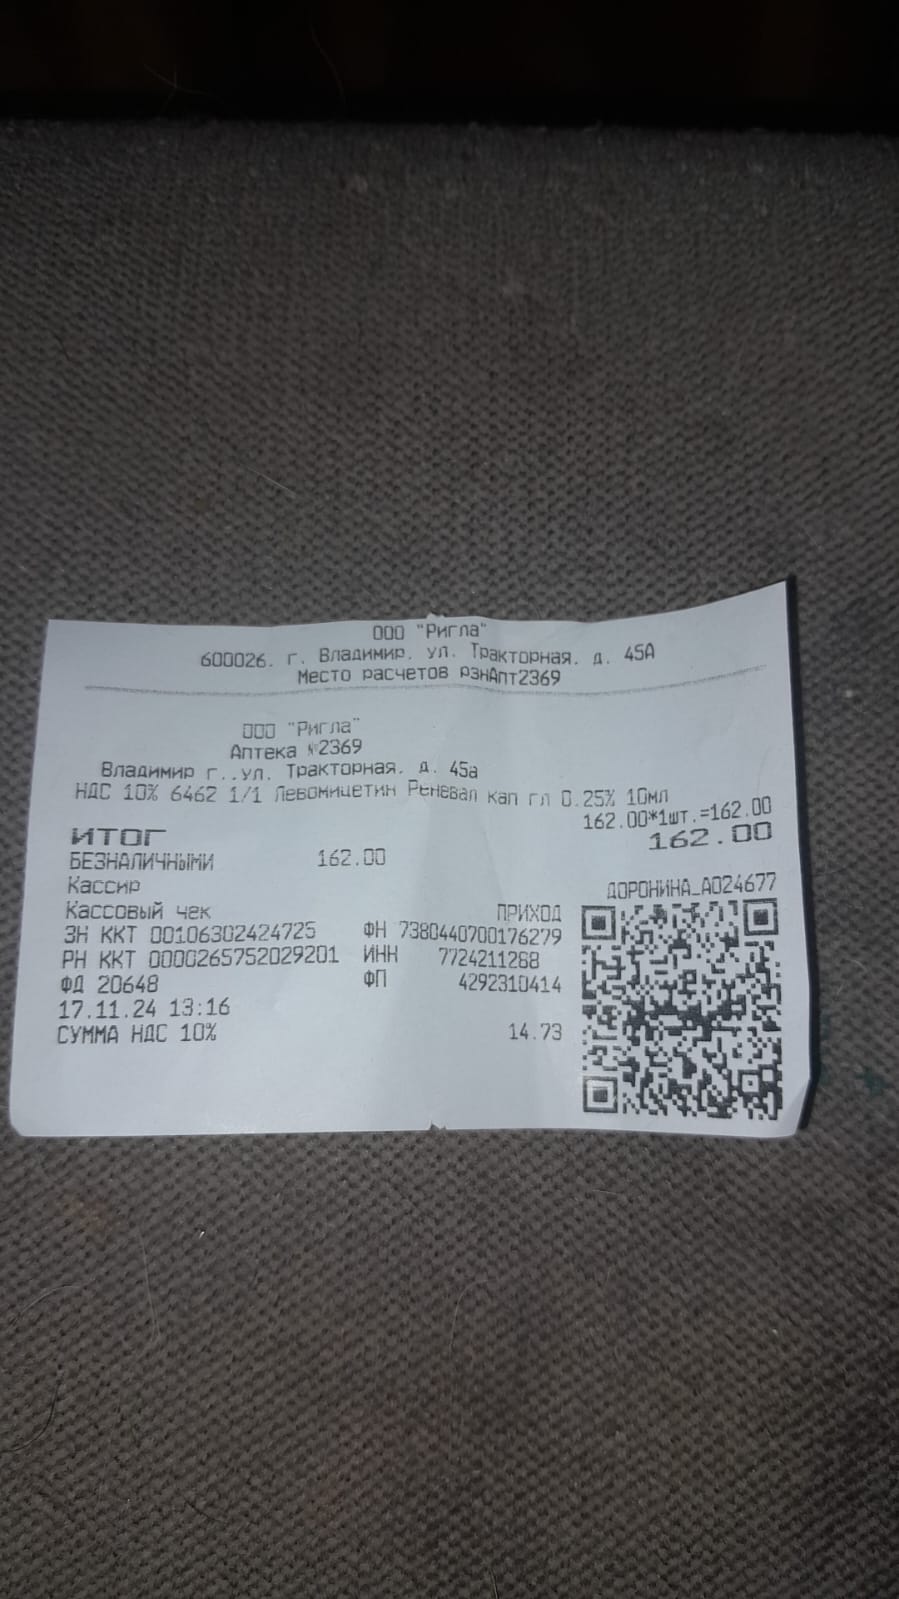 ООО "Ригла"
600026. г. Владимир. ул. Тракторная. д. 45А
Место расчетов РзнАпт2369
ООО "Ригла"
Аптека №2369
Владимир г..ул. Тракторная. д. 45а
НДС 10% 6462 1/1 Левомицетин Реневал кап гл 0.25% 10мл
162.00*1шт.=162.00
ИТОГ 162.00
БЕЗНАЛИЧНЫМИ 162.00
Кассир ДОРОНИНА_А024677
Кассовый чек ПРИХОД
ЗН ККТ 00106302424725 ФН 7380440700176279
РН ККТ 0000265752029201 ИНН 7724211288
ФД 20648 ФП 4292310414
17.11.24 13:16
СУММА НДС 10% 14.73